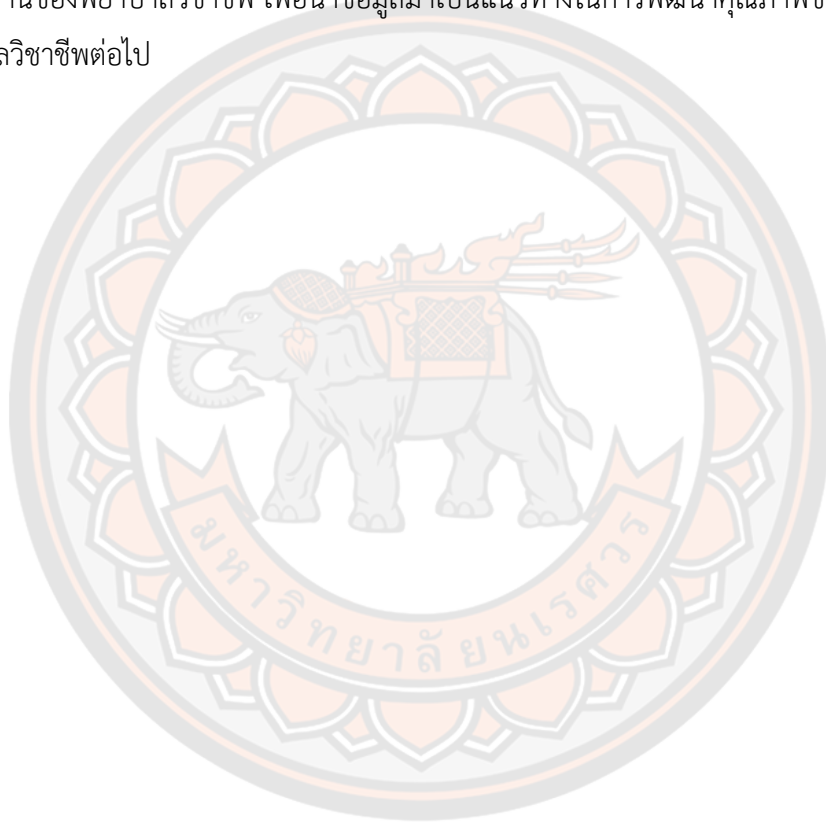 านของพยาบาลวิชาชีพ เพื่อนำข้อมูลมาเป็นแนวทางในการพัฒนาคุณภาพชี
ลวิชาชีพต่อไป
มหาวิทยาลัยนเรศวร